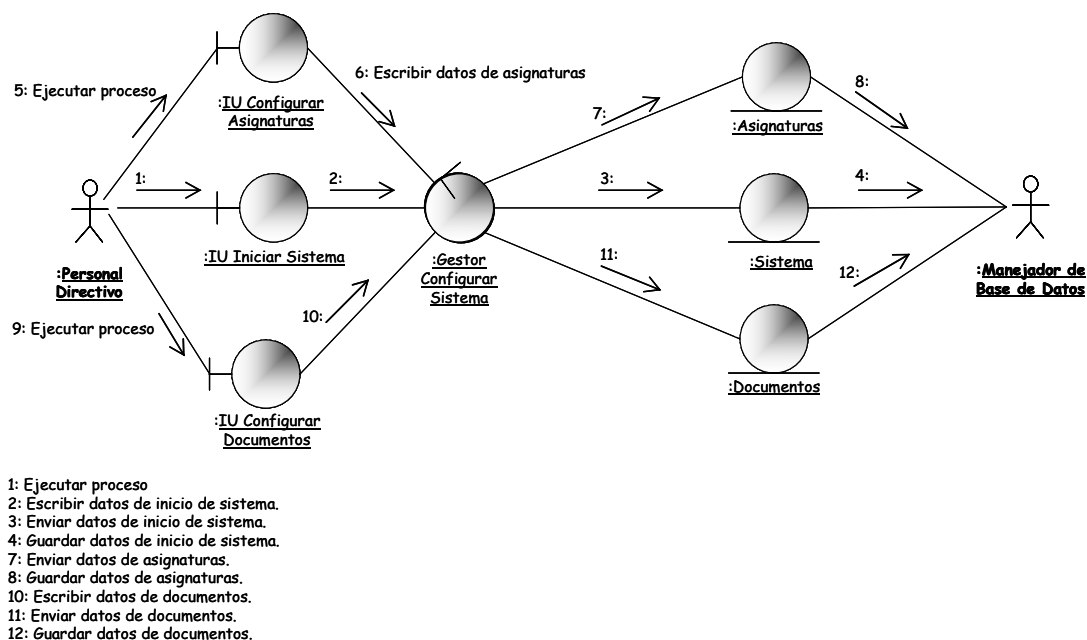 5: Ejecutar proceso
:IU Configurar
Asignaturas
6: Escribir datos de asignaturas
7:
:Asignaturas
8:
1:
:IU Iniciar Sistema
2:
:Gestor
Configurar
Sistema
3:
:Sistema
4:
:Personal
Directivo
:Manejador de
Base de Datos
9: Ejecutar proceso
:IU Configurar
Documentos
10:
11:
:Documentos
12:
1: Ejecutar proceso
2: Escribir datos de inicio de sistema.
3: Enviar datos de inicio de sistema.
4: Guardar datos de inicio de sistema.
7: Enviar datos de asignaturas.
8: Guardar datos de asignaturas.
10: Escribir datos de documentos.
11: Enviar datos de documentos.
12: Guardar datos de documentos.